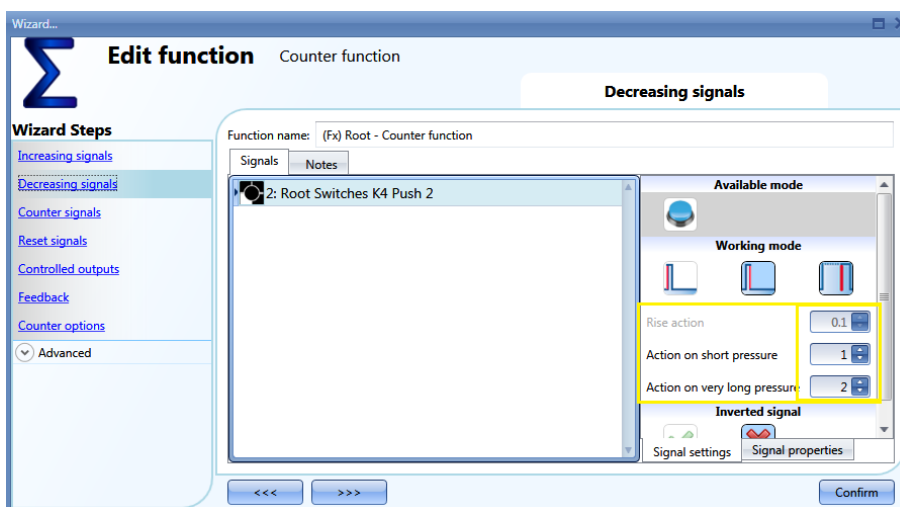 Wizard...
Edit function Counter function
Decreasing signals
Wizard Steps
Increasing signals
Decreasing signals
Counter signals
Reset signals
Controlled outputs
Feedback
Counter options
Advanced
Function name: (Fx) Root - Counter function
Signals Notes
2: Root Switches K4 Push 2
Available mode
Working mode
Rise action 0.1
Action on short pressure 1
Action on very long pressure 2
Inverted signal
Signal settings Signal properties
<<< >>> Confirm